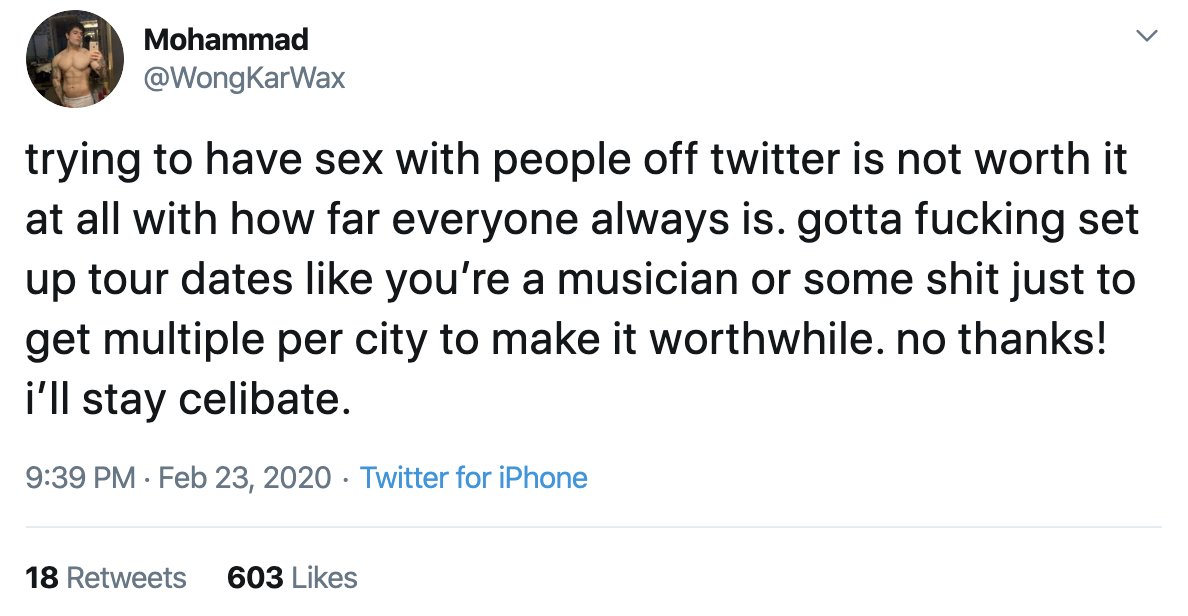 Mohammad
@WongKarWax
trying to have sex with people off twitter is not worth it
at all with how far everyone always is. gotta fucking set
up tour dates like you’re a musician or some shit just to
get multiple per city to make it worthwhile. no thanks!
i’ll stay celibate.
9:39 PM · Feb 23, 2020 · Twitter for iPhone
18 Retweets 603 Likes